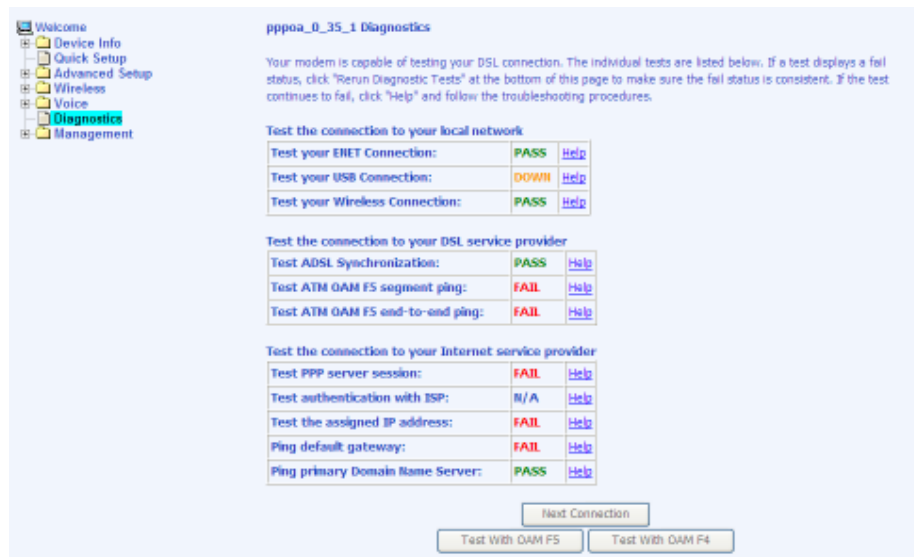 Welcome
Device Info
Quick Setup
Advanced Setup
Wireless
Voice
Diagnostics
Management
pppoa_0_35_1 Diagnostics
Your modem is capable of testing your DSL connection. The individual tests are listed below. If a test displays a fail
status, click "Rerun Diagnostic Tests" at the bottom of this page to make sure the fail status is consistent. If the test
continues to fail, click "Help" and follow the troubleshooting procedures.
Test the connection to your local network
Test your ENET Connection: PASS Help
Test your USB Connection: DOWN Help
Test your Wireless Connection: PASS Help
Test the connection to your DSL service provider
Test ADSL Synchronization: PASS Help
Test ATM OAM F5 segment ping: FAIL Help
Test ATM OAM F5 end-to-end ping: FAIL Help
Test the connection to your Internet service provider
Test PPP server session: FAIL Help
Test authentication with ISP: N/A Help
Test the assigned IP address: FAIL Help
Ping default gateway: FAIL Help
Ping primary Domain Name Server: PASS Help
Next Connection
Test With OAM F5 Test With OAM F4